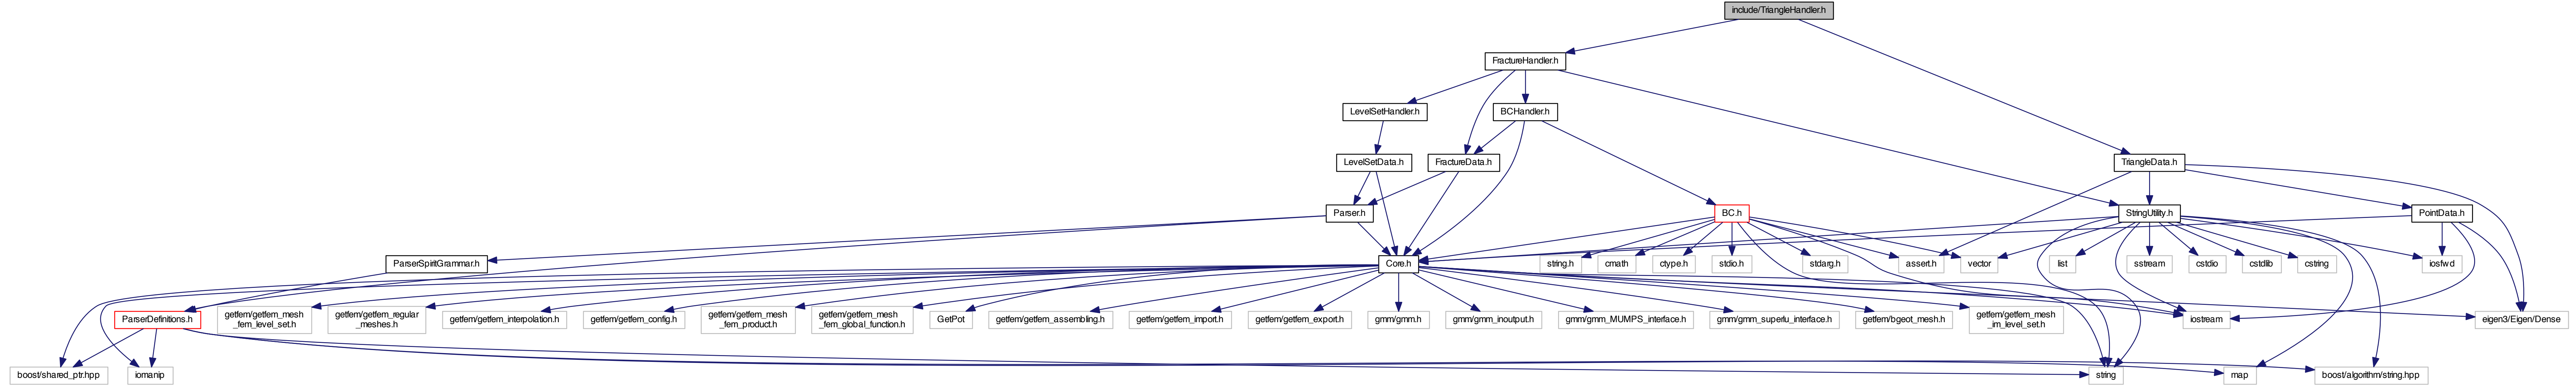 include/TriangleHandler.h
FractureHandler.h
LevelSetHandler.h
BCHandler.h
LevelSetData.h
FractureData.h
TriangleData.h
Parser.h
BC.h
StringUtility.h
PointData.h
ParserSpiritGrammar.h
Core.h
string.h
cmath
ctype.h
stdio.h
stdarg.h
assert.h
vector
list
sstream
cstdio
cstdlib
cstring
iosfwd
ParserDefinitions.h
getfem/getfem_mesh
_fem_level_set.h
getfem/getfem_regular
_meshes.h
getfem/getfem_interpolation.h
getfem/getfem_config.h
getfem/getfem_mesh
_fem_product.h
getfem/getfem_mesh
_fem_global_function.h
GetPot
getfem/getfem_assembling.h
getfem/getfem_import.h
getfem/getfem_export.h
gmm/gmm.h
gmm/gmm_inoutput.h
gmm/gmm_MUMPS_interface.h
gmm/gmm_superlu_interface.h
getfem/bgeot_mesh.h
getfem/getfem_mesh
_im_level_set.h
iostream
eigen3/Eigen/Dense
boost/shared_ptr.hpp
iomanip
string
map
boost/algorithm/string.hpp